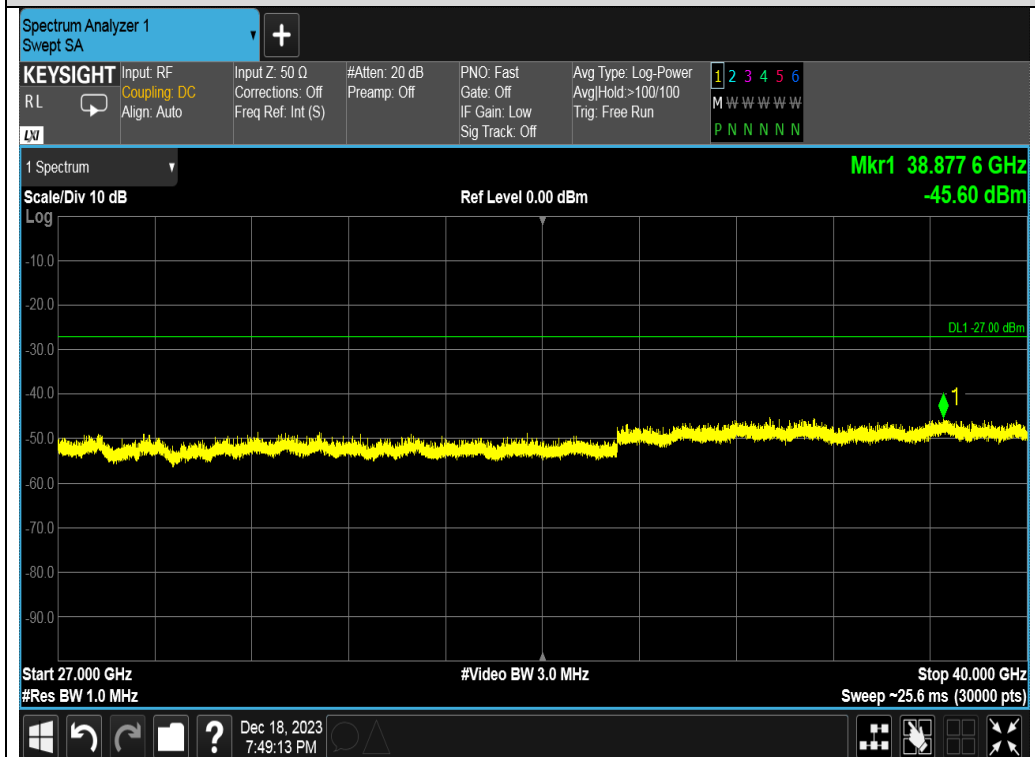 Spectrum Analyzer 1
Swept SA
KEYSIGHT
RL
LXI
Input: RF
Coupling: DC
Align: Auto
Input Z: 50 Ω
Corrections: Off
Freq Ref: Int (S)
#Atten: 20 dB
Preamp: Off
PNO: Fast
Gate: Off
IF Gain: Low
Sig Track: Off
Avg Type: Log-Power
Avg|Hold:>100/100
Trig: Free Run
1 2 3 4 5 6
M W W W W W
P N N N N N
1 Spectrum
Mkr1 38.877 6 GHz
-45.60 dBm
Scale/Div 10 dB
Ref Level 0.00 dBm
Log
-10.0
-20.0
DL1 -27.00 dBm
-30.0
-40.0
1
-50.0
-60.0
-70.0
-80.0
-90.0
Start 27.000 GHz
#Video BW 3.0 MHz
Stop 40.000 GHz
#Res BW 1.0 MHz
Sweep ~25.6 ms (30000 pts)
?
Dec 18, 2023
7:49:13 PM